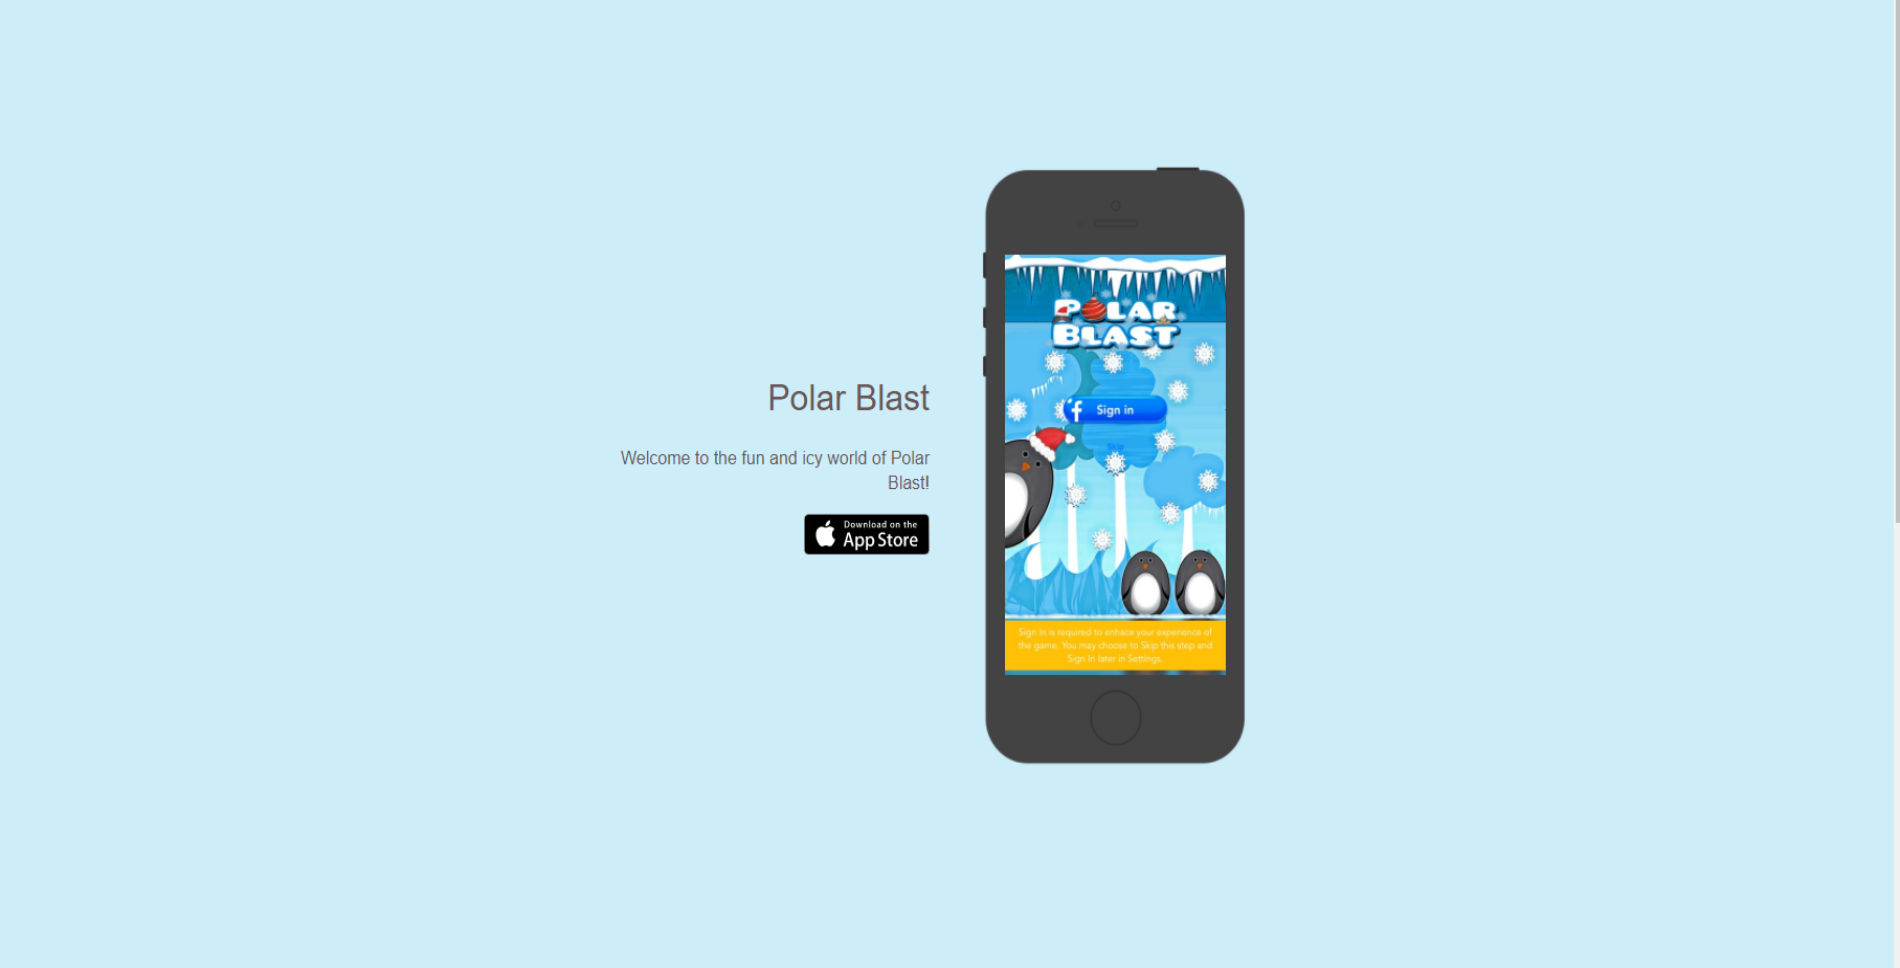 Polar Blast
Welcome to the fun and icy world of Polar
Blast!
Download on the
App Store
POLAR
BLAST
Sign in
Skip
Sign In is required to enhace your experience of
the game. You may choose to Skip this step and
Sign In later in Settings.